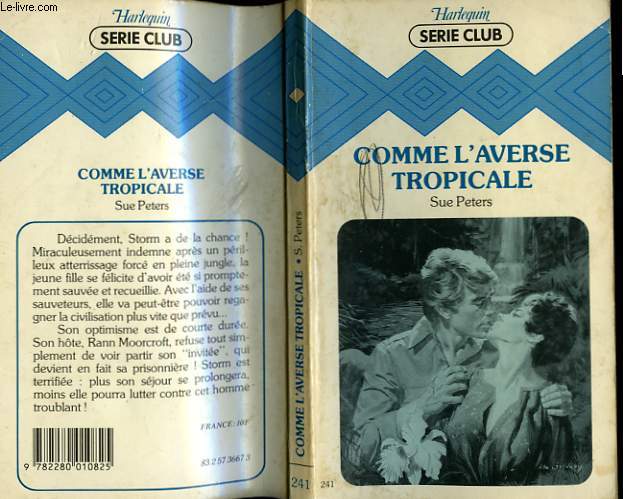 Le-livre.com
Harlequin
SERIE CLUB
COMME L'AVERSE
TROPICALE
Sue Peters
Décidément, Storm a de la chance !
Miraculeusement indemne après un péril-
leux atterrissage forcé en pleine jungle, la
jeune fille se félicite d'avoir été si prompte-
ment sauvée et recueillie. Avec l'aide de ses
sauveteurs, elle va peut-être pouvoir rega-
gner la civilisation plus vite que prévu...
Son optimisme est de courte durée.
Son hôte, Rann Moorcroft, refuse tout sim-
plement de voir partir son "invitée", qui
devient en fait sa prisonnière ! Storm est
terrifiée : plus son séjour se prolongera,
moins elle pourra lutter contre cet homme
troublant !
FRANCE : 10F
9 782280 010825
83.2 57 3667.3
COMME L'AVERSE TROPICALE • S. Peters
241
Harlequin
SERIE CLUB
COMME L'AVERSE
TROPICALE
Sue Peters
241